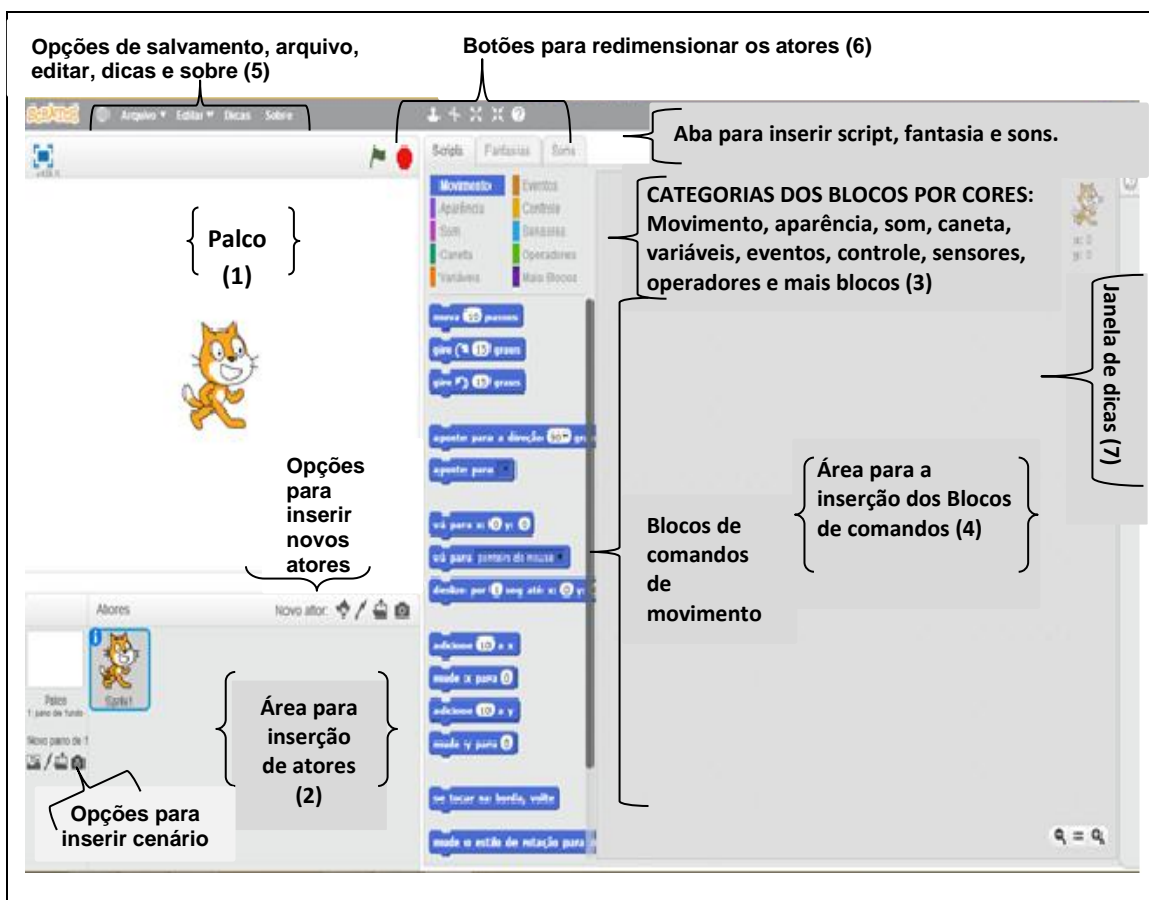 Opções de salvamento, arquivo,
editar, dicas e sobre (5)
Botões para redimensionar os atores (6)
SCRATCH Arquivo Editar Dicas Sobre
Aba para inserir script, fantasia e sons.
Scripts Fantasias Sons
Movimento Eventos
Aparência Controle
Som Sensores
Caneta Operadores
Variáveis Mais Blocos
CATEGORIAS DOS BLOCOS POR CORES:
Movimento, aparência, som, caneta,
variáveis, eventos, controle, sensores,
operadores e mais blocos (3)
x: 0
y: 0
Palco
(1)
Janela de dicas (7)
mova 10 passos
gire 15 graus
gire 15 graus
aponte para a direção 90
aponte para
vá para x: 0 y: 0
vá para ponteiro do mouse
deslize por 1 seg até x: 0 y:
adicione 10 a x
mude x para 0
adicione 10 a y
mude y para 0
se tocar na borda, volte
mude o estilo de rotação para
Área para a
inserção dos Blocos
de comandos (4)
Blocos de
comandos
de
movimento
Opções
para
inserir
novos
atores
Atores
Novo ator:
Palco
1 pano de fundo
Sprite1
Novo pano de f
Área para
inserção
de atores
(2)
Opções para
inserir cenário